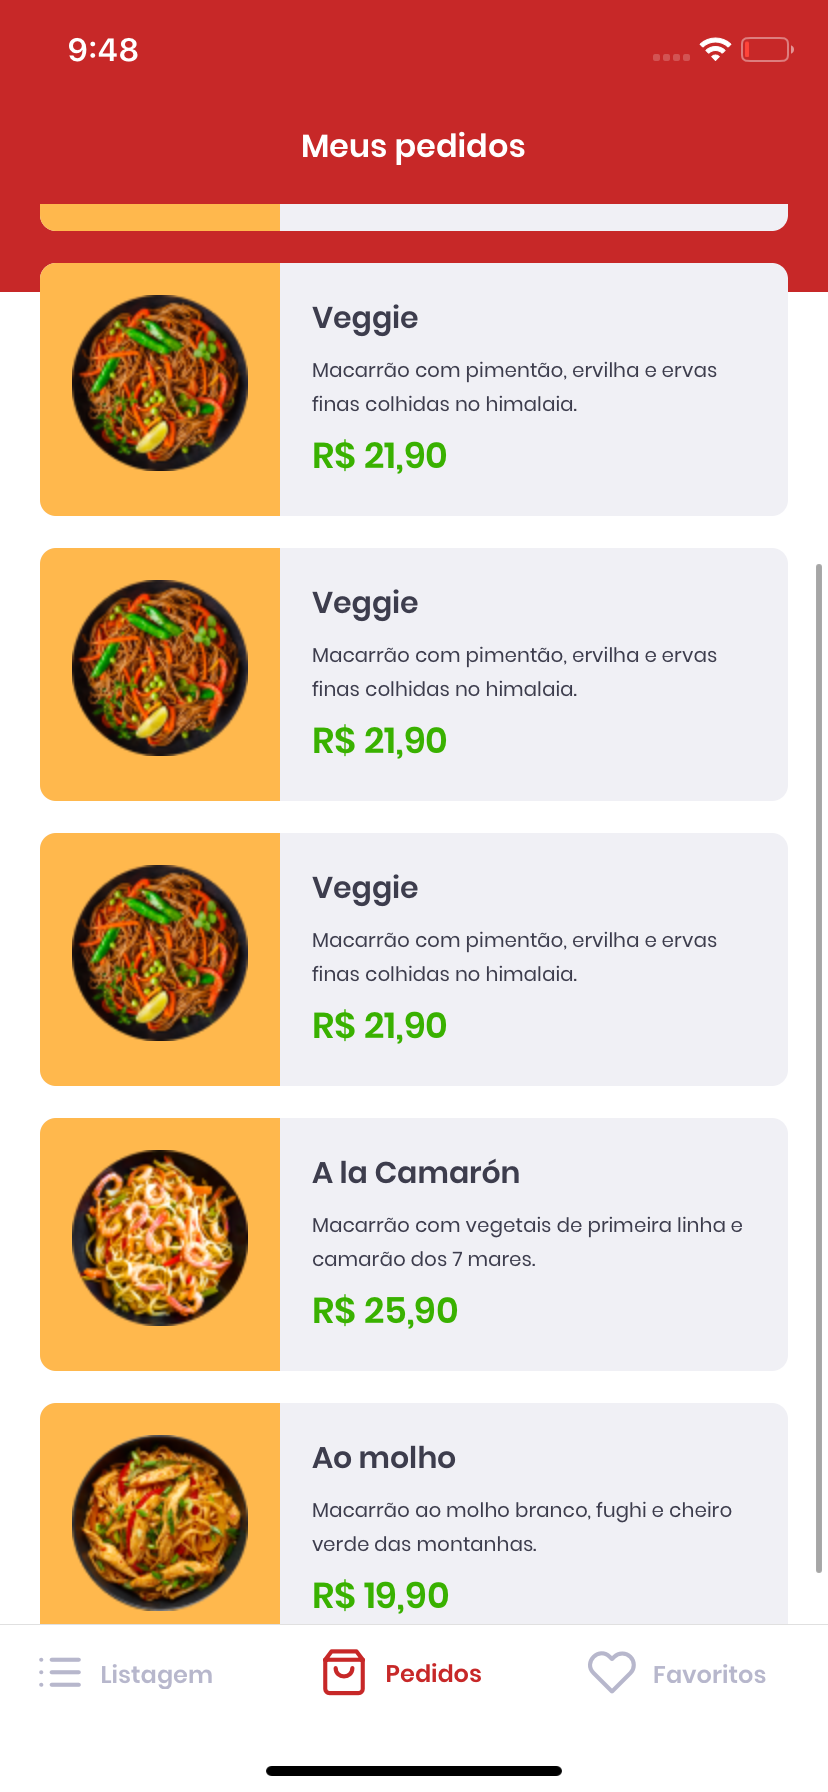 9:48
Meus pedidos
Veggie
Macarrão com pimentão, ervilha e ervas
finas colhidas no himalaia.
R$ 21,90
Veggie
Macarrão com pimentão, ervilha e ervas
finas colhidas no himalaia.
R$ 21,90
Veggie
Macarrão com pimentão, ervilha e ervas
finas colhidas no himalaia.
R$ 21,90
A la Camarón
Macarrão com vegetais de primeira linha e
camarão dos 7 mares.
R$ 25,90
Ao molho
Macarrão ao molho branco, fughi e cheiro
verde das montanhas.
R$ 19,90
Listagem
Pedidos
Favoritos